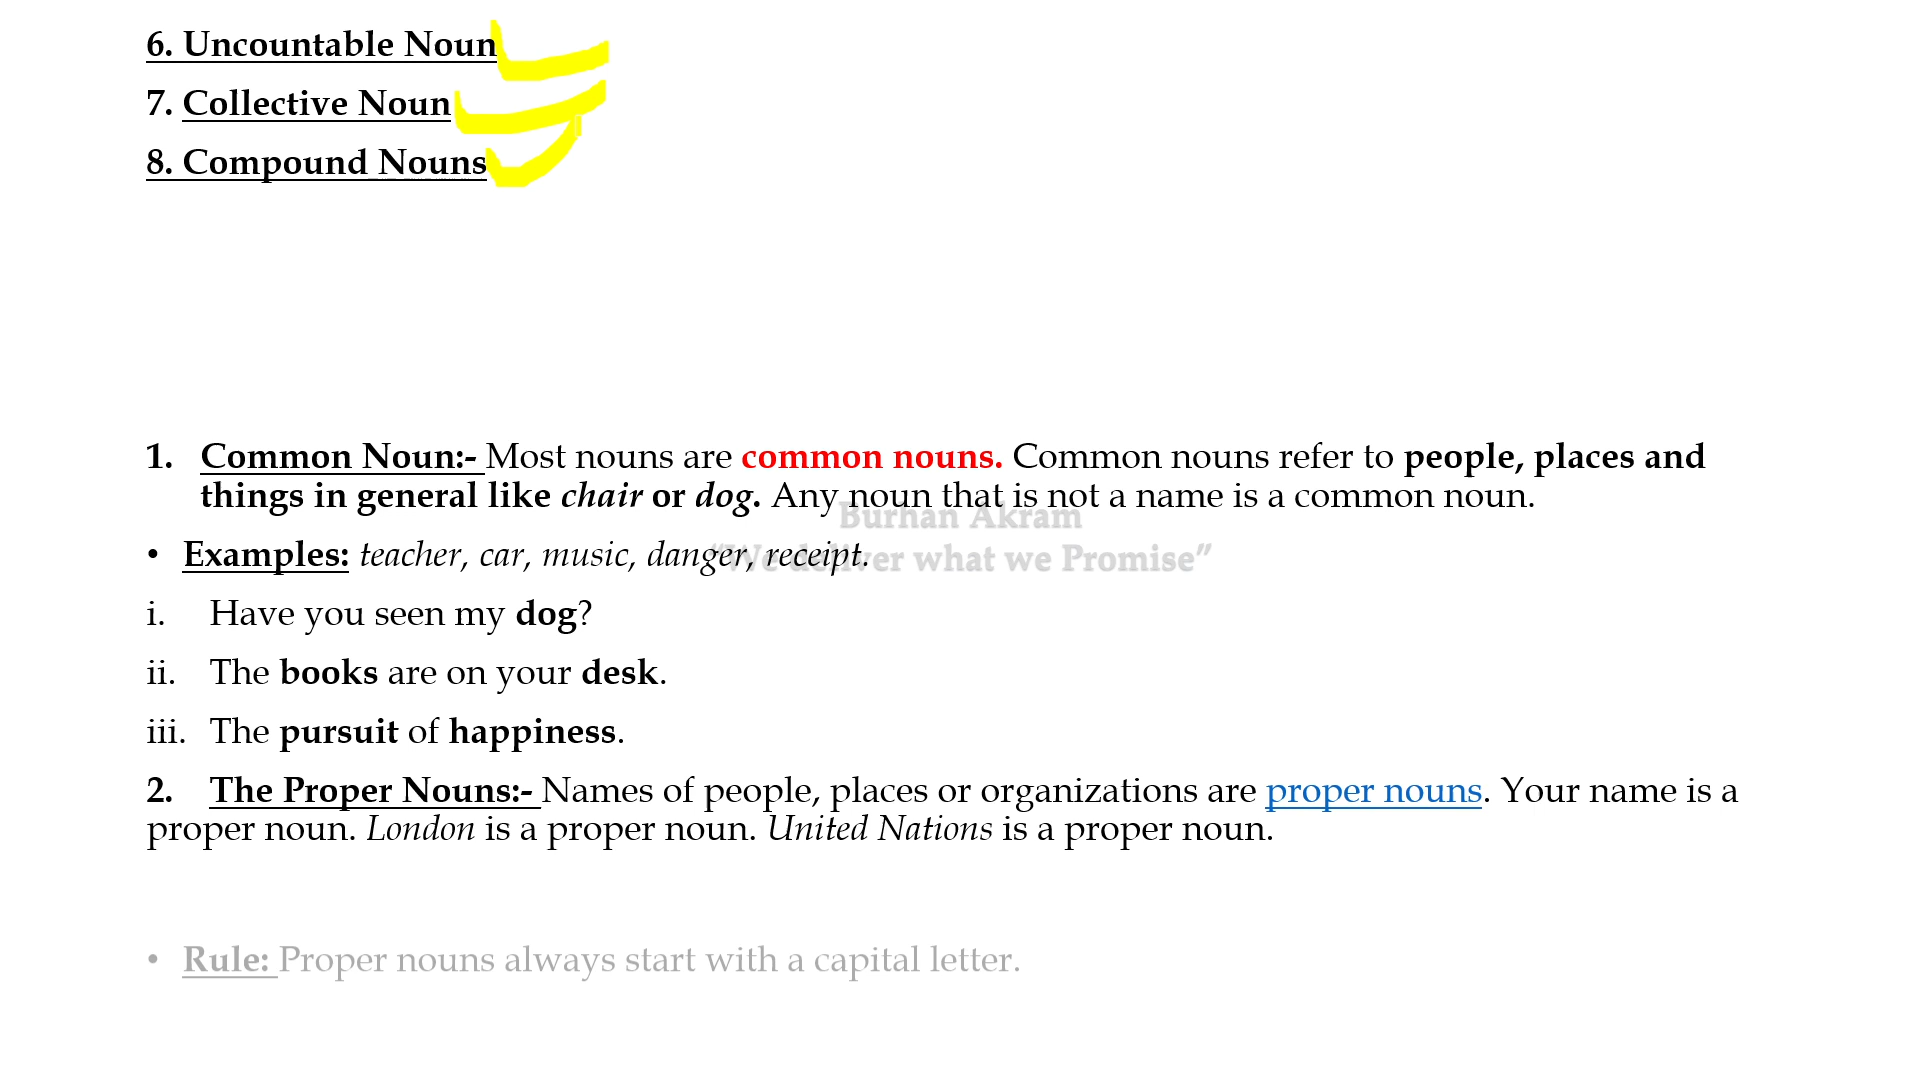 6. Uncountable Noun
7. Collective Noun
8. Compound Nouns
1. Common Noun:- Most nouns are common nouns. Common nouns refer to people, places and
things in general like chair or dog. Any noun that is not a name is a common noun.
Burhan Akram
• Examples: teacher, car, music, danger, receipt.
“We deliver what we Promise”
i. Have you seen my dog?
ii. The books are on your desk.
iii. The pursuit of happiness.
2. The Proper Nouns:- Names of people, places or organizations are proper nouns. Your name is a
proper noun. London is a proper noun. United Nations is a proper noun.
• Rule: Proper nouns always start with a capital letter.